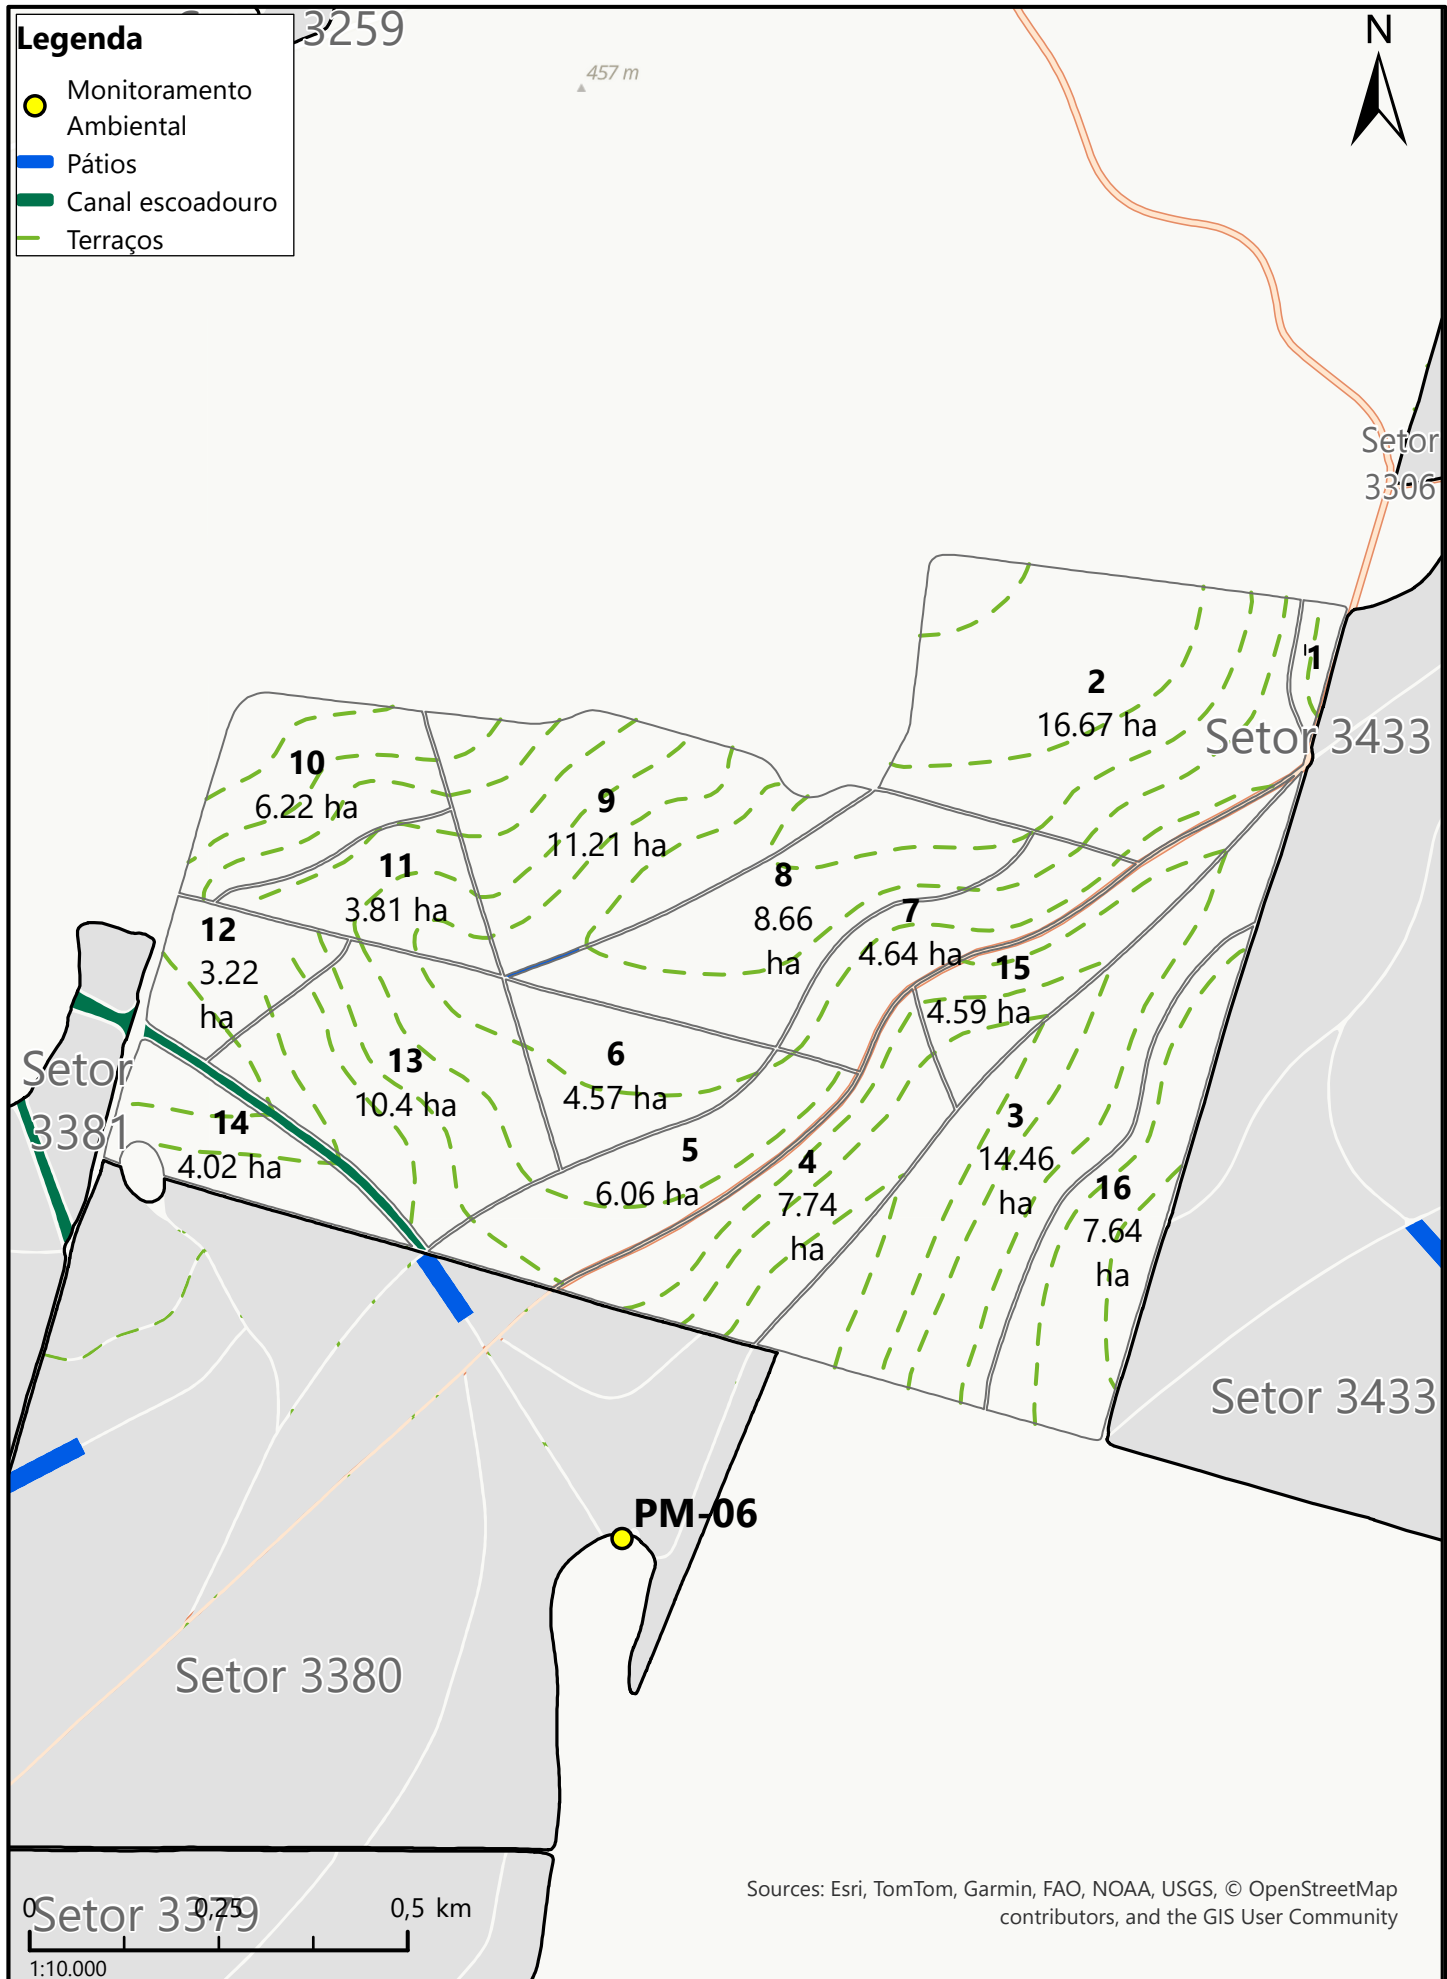 Legenda
Monitoramento
Ambiental
Pátios
Canal escoadouro
Terraços
3259
457 m
N
Setor
3306
1
2
16.67 ha
Setor 3433
10
6.22 ha
9
11.21 ha
11
3.81 ha
8
8.66
ha
7
4.64 ha
12
3.22
ha
15
4.59 ha
13
10.4 ha
6
4.57 ha
Setor
3381
14
4.02 ha
5
6.06 ha
4
7.74
ha
3
14.46
ha
16
7.64
ha
Setor 3433
PM-06
Setor 3380
Setor 3379
0 0,25 0,5 km
1:10.000
Sources: Esri, TomTom, Garmin, FAO, NOAA, USGS, © OpenStreetMap
contributors, and the GIS User Community